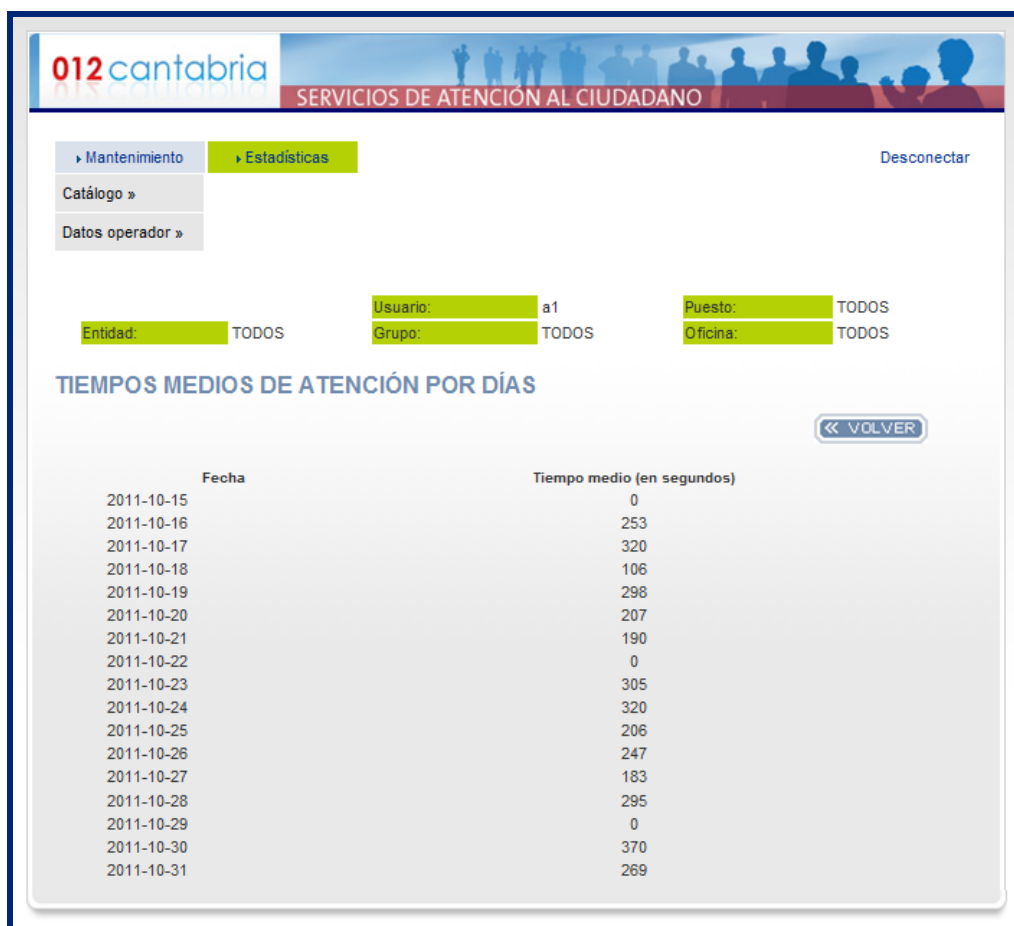 012 cantabria
SERVICIOS DE ATENCIÓN AL CIUDADANO
Mantenimiento Estadísticas Desconectar
Catálogo »
Datos operador »
Usuario: a1 Puesto: TODOS
Entidad: TODOS Grupo: TODOS Oficina: TODOS
TIEMPOS MEDIOS DE ATENCIÓN POR DÍAS
« VOLVER
Fecha Tiempo medio (en segundos)
2011-10-15 0
2011-10-16 253
2011-10-17 320
2011-10-18 106
2011-10-19 298
2011-10-20 207
2011-10-21 190
2011-10-22 0
2011-10-23 305
2011-10-24 320
2011-10-25 206
2011-10-26 247
2011-10-27 183
2011-10-28 295
2011-10-29 0
2011-10-30 370
2011-10-31 269